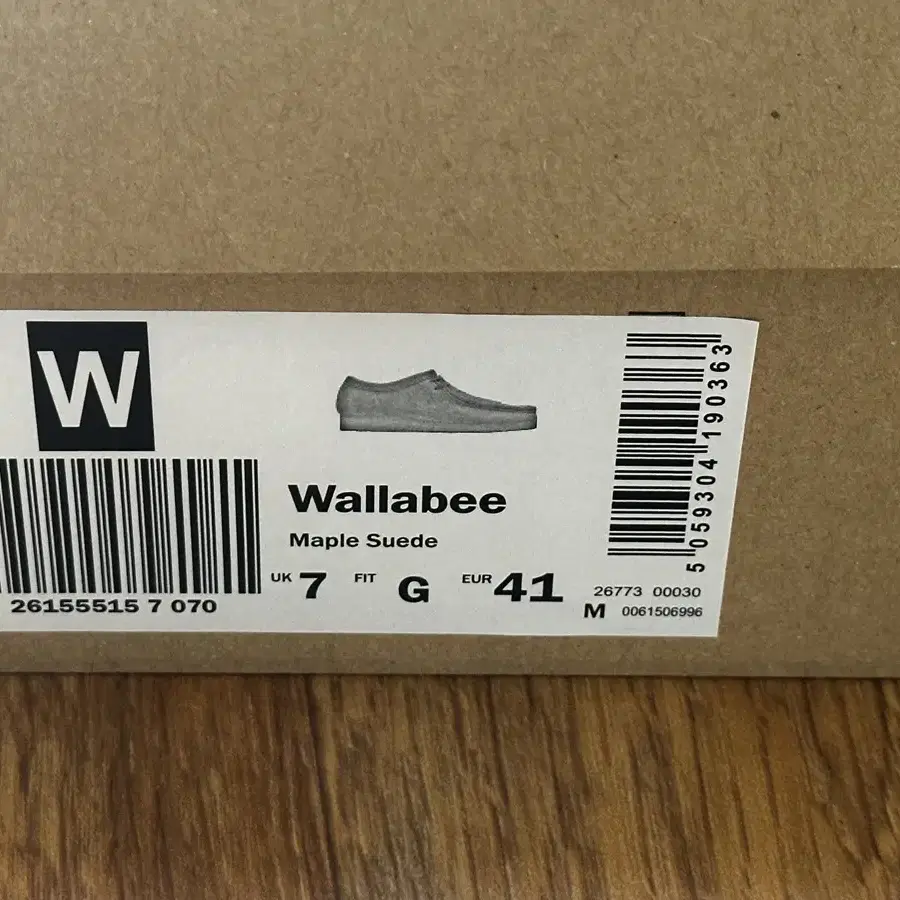 W
26155515 7 070
Wallabee
Maple Suede
UK 7 FIT G EUR 41
5 059304 190363
26773 00030
M 0061506996